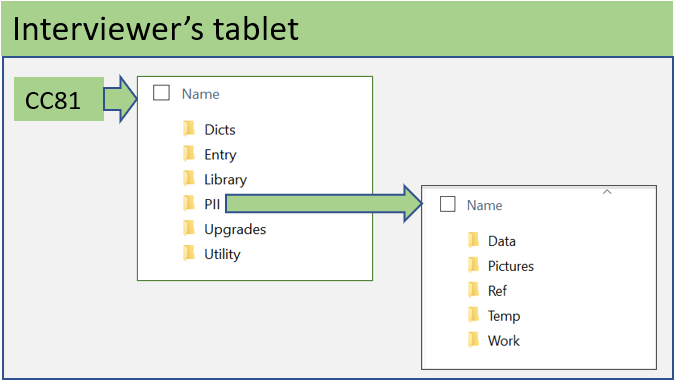 Interviewer’s tablet
CC81
Name
Dicts
Entry
Library
PII
Upgrades
Utility
Name
Data
Pictures
Ref
Temp
Work